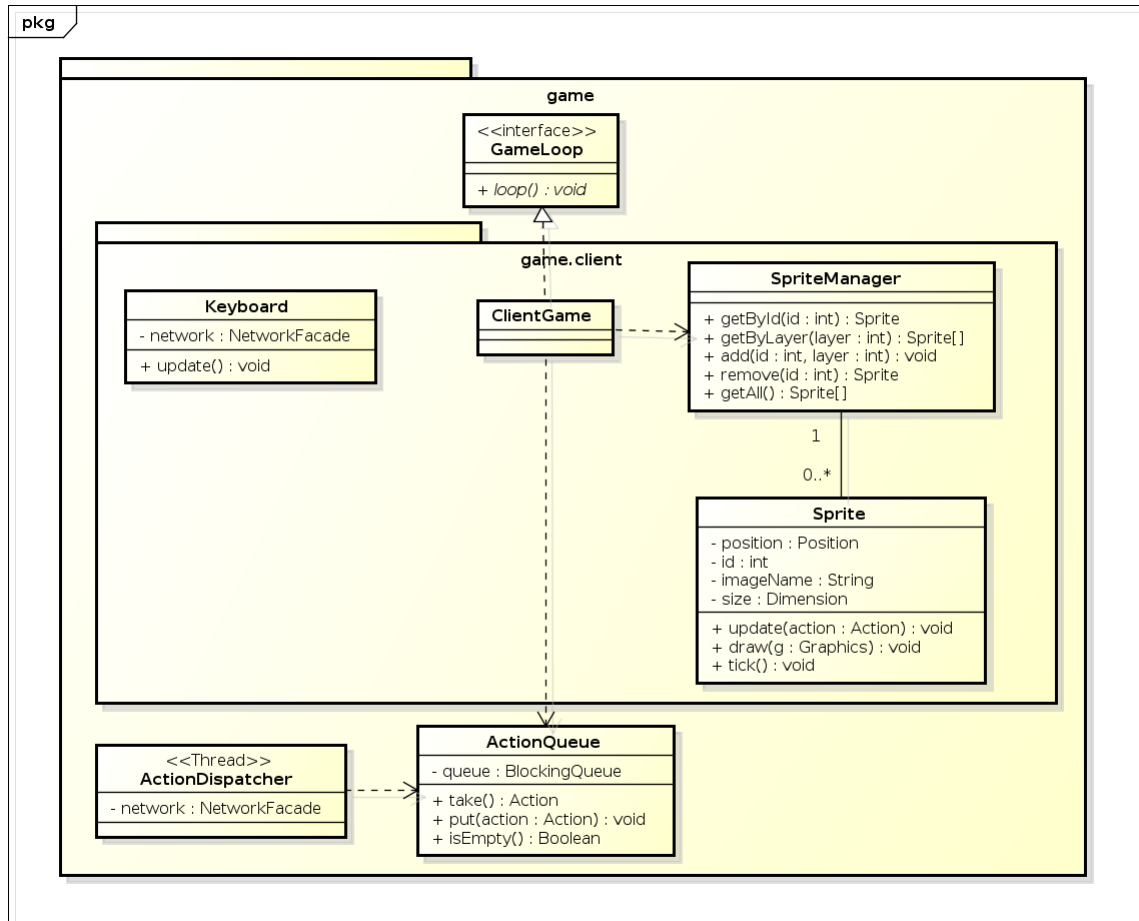 pkg
game
<<interface>>
GameLoop
+ loop() : void
game.client
Keyboard
- network : NetworkFacade
+ update() : void
ClientGame
SpriteManager
+ getById(id : int) : Sprite
+ getByLayer(layer : int) : Sprite[]
+ add(id : int, layer : int) : void
+ remove(id : int) : Sprite
+ getAll() : Sprite[]
1
0..*
Sprite
- position : Position
- id : int
- imageName : String
- size : Dimension
+ update(action : Action) : void
+ draw(g : Graphics) : void
+ tick() : void
<<Thread>>
ActionDispatcher
- network : NetworkFacade
ActionQueue
- queue : BlockingQueue
+ take() : Action
+ put(action : Action) : void
+ isEmpty() : Boolean